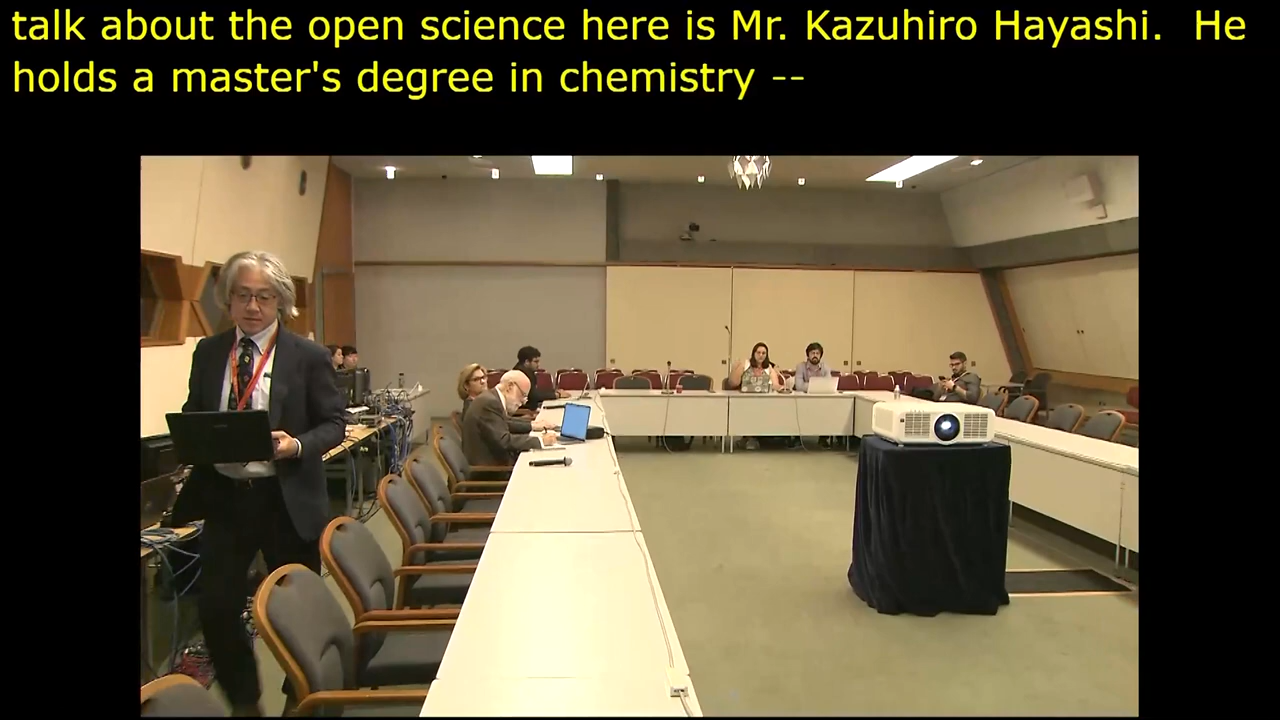 talk about the open science here is Mr. Kazuhiro Hayashi.  He
holds a master's degree in chemistry --